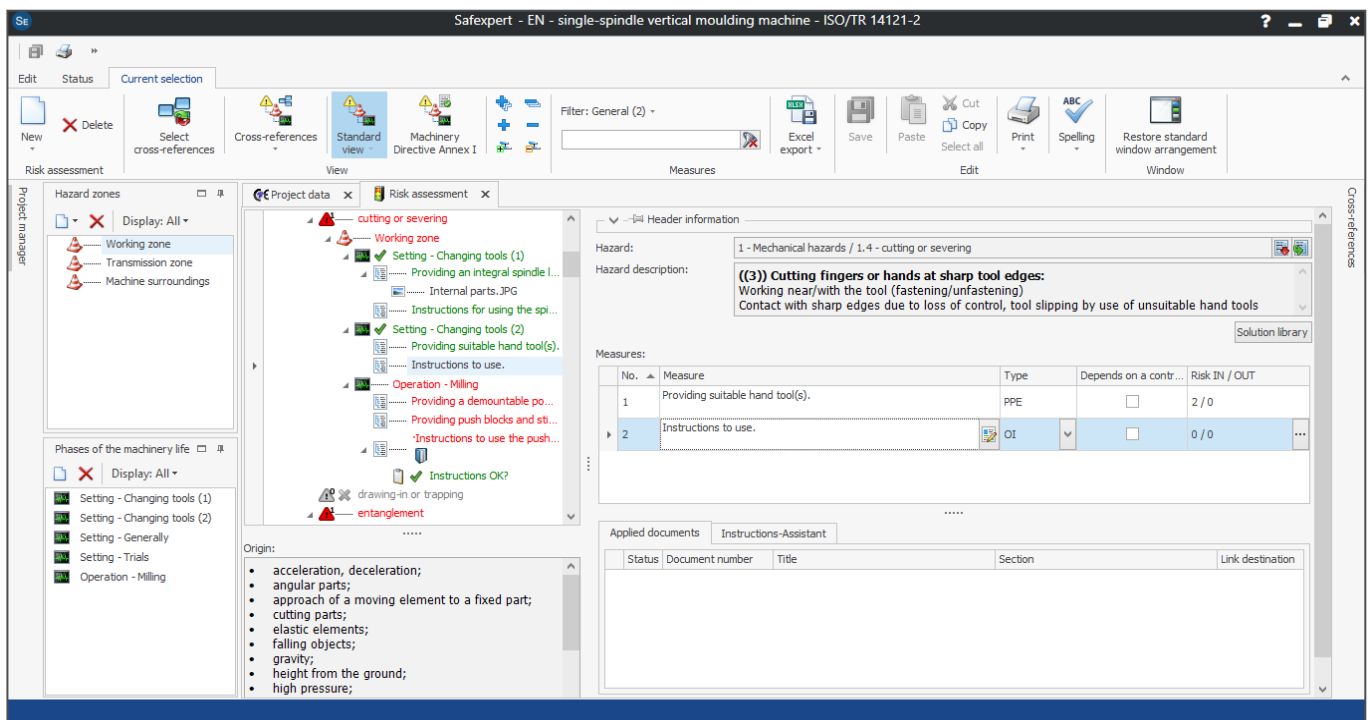 SE
Safexpert - EN - single-spindle vertical moulding machine - ISO/TR 14121-2
Edit
Status
Current selection
New
Delete
Risk assessment
Select cross-references
Cross-references
Standard view
Machinery Directive Annex I
View
Filter: General (2)
Measures
XLSX
Excel export
Save
Paste
Cut
Copy
Select all
Print
ABC
Spelling
Edit
Restore standard window arrangement
Window
Project manager
Hazard zones
Display: All
Working zone
Transmission zone
Machine surroundings
Phases of the machinery life
Display: All
Setting - Changing tools (1)
Setting - Changing tools (2)
Setting - Generally
Setting - Trials
Operation - Milling
Project data
Risk assessment
cutting or severing
Working zone
Setting - Changing tools (1)
Providing an integral spindle l...
Internal parts.JPG
Instructions for using the spi...
Setting - Changing tools (2)
Providing suitable hand tool(s).
Instructions to use.
Operation - Milling
Providing a demountable po...
Providing push blocks and sti...
·Instructions to use the push...
Instructions OK?
drawing-in or trapping
entanglement
Origin:
• acceleration, deceleration;
• angular parts;
• approach of a moving element to a fixed part;
• cutting parts;
• elastic elements;
• falling objects;
• gravity;
• height from the ground;
• high pressure;
Header information
Hazard:
1 - Mechanical hazards / 1.4 - cutting or severing
Hazard description:
((3)) Cutting fingers or hands at sharp tool edges:
Working near/with the tool (fastening/unfastening)
Contact with sharp edges due to loss of control, tool slipping by use of unsuitable hand tools
Solution library
Measures:
No. Measure Type Depends on a contr... Risk IN / OUT
1 Providing suitable hand tool(s). PPE 2 / 0
2 Instructions to use. OI 0 / 0 ...
Applied documents
Instructions-Assistant
Status Document number Title Section Link destination
Cross-references